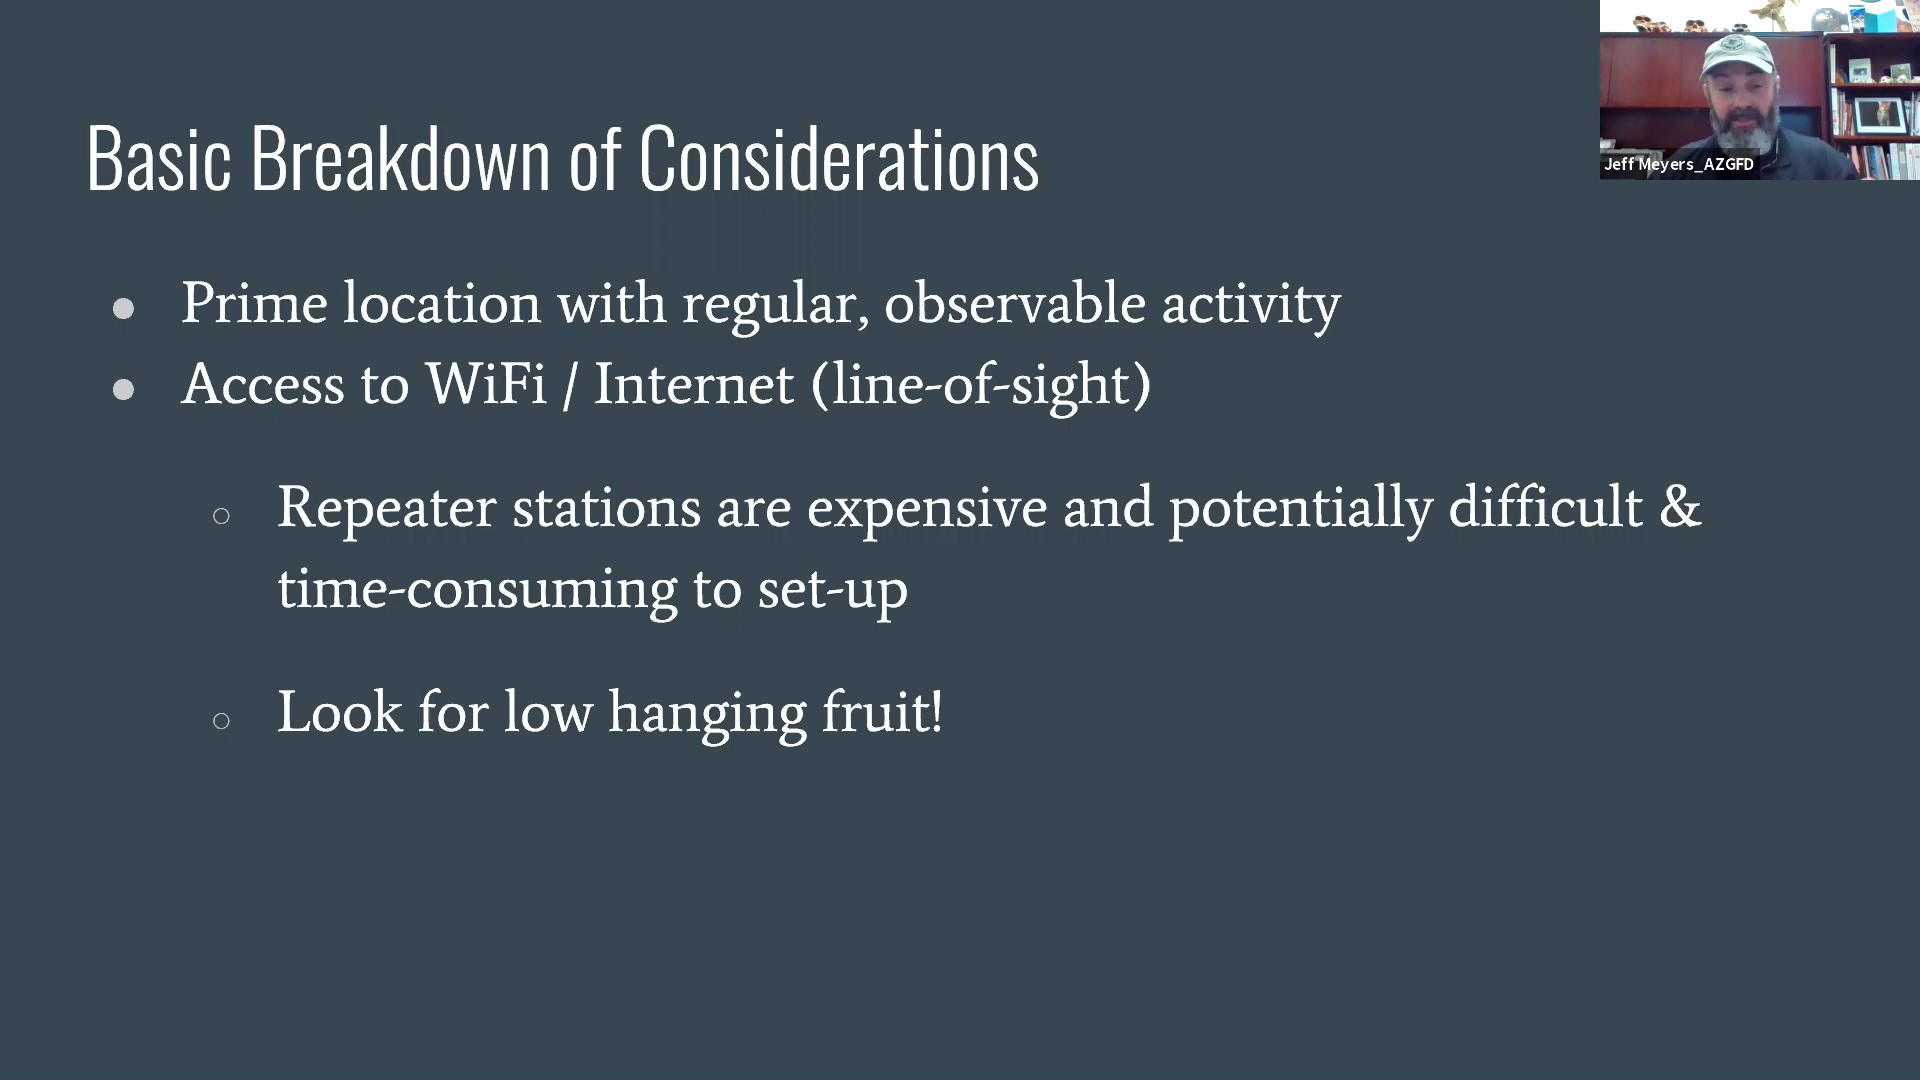 Basic Breakdown of Considerations
Jeff Meyers_AZGFD
● Prime location with regular, observable activity
● Access to WiFi / Internet (line-of-sight)
○ Repeater stations are expensive and potentially difficult &
time-consuming to set-up
○ Look for low hanging fruit!